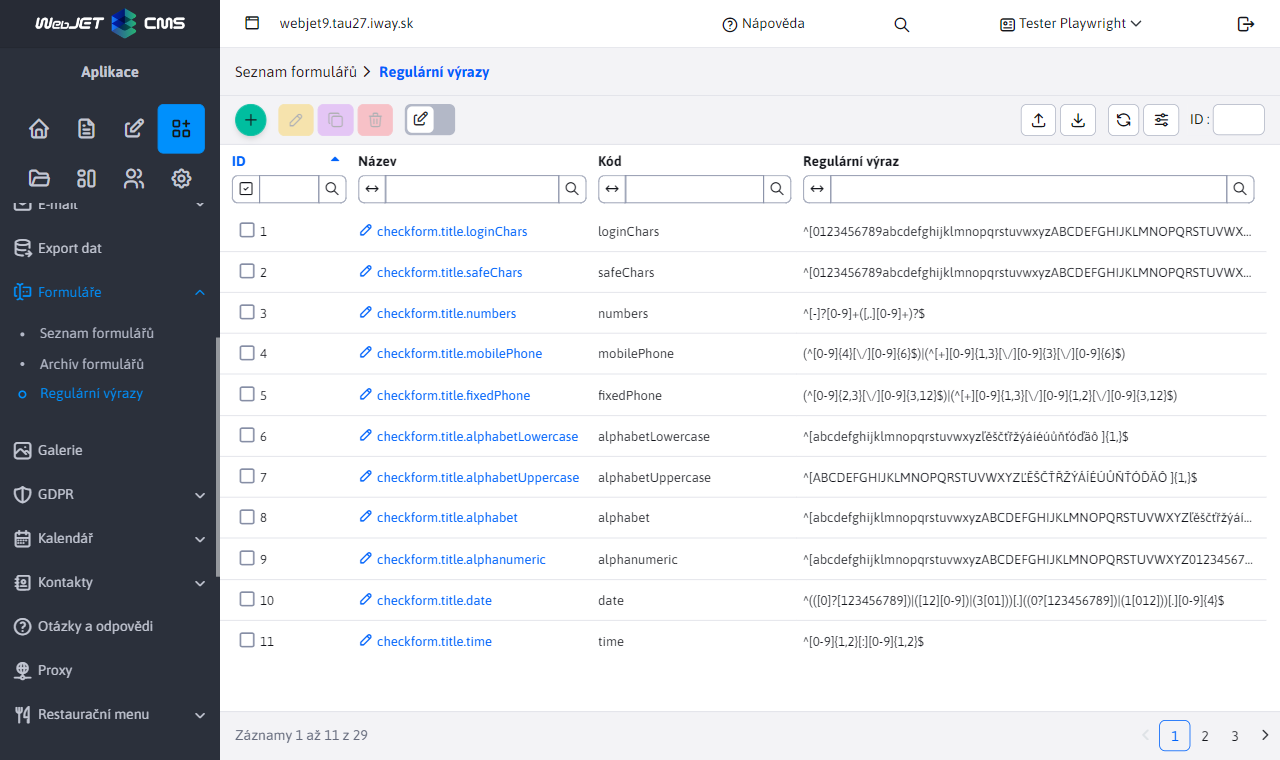 WebJET CMS
webjet9.tau27.iway.sk
Nápověda
Tester Playwright
Aplikace
Seznam formulářů > Regulární výrazy
ID :
E-mail
Export dat
Formuláře
Seznam formulářů
Archiv formulářů
Regulární výrazy
Galerie
GDPR
Kalendář
Kontakty
Otázky a odpovědi
Proxy
Restaurační menu
ID Název Kód Regulární výraz
1 checkform.title.loginChars loginChars ^[0123456789abcdefghijklmnopqrstuvwxyzABCDEFGHIJKLMNOPQRSTUVWX...
2 checkform.title.safeChars safeChars ^[0123456789abcdefghijklmnopqrstuvwxyzABCDEFGHIJKLMNOPQRSTUVWX...
3 checkform.title.numbers numbers ^[-]?[0-9]+([,.][0-9]+)?$
4 checkform.title.mobilePhone mobilePhone (^[0-9]{4}[\/][0-9]{6}$)|(^[+][0-9]{1,3}[\/][0-9]{3}[\/][0-9]{6}$)
5 checkform.title.fixedPhone fixedPhone (^[0-9]{2,3}[\/][0-9]{3,12}$)|(^[+][0-9]{1,3}[\/][0-9]{1,2}[\/][0-9]{3,12}$)
6 checkform.title.alphabetLowercase alphabetLowercase ^[abcdefghijklmnopqrstuvwxyzľěščťřžýáíéúůňťóďäô ]{1,}$
7 checkform.title.alphabetUppercase alphabetUppercase ^[ABCDEFGHIJKLMNOPQRSTUVWXYZĽĚŠČŤŘŽÝÁÍÉÚŮŇŤÓĎÄÔ ]{1,}$
8 checkform.title.alphabet alphabet ^[abcdefghijklmnopqrstuvwxyzABCDEFGHIJKLMNOPQRSTUVWXYZľěščťřžýáí...
9 checkform.title.alphanumeric alphanumeric ^[abcdefghijklmnopqrstuvwxyzABCDEFGHIJKLMNOPQRSTUVWXYZ01234567...
10 checkform.title.date date ^(([0]?[123456789])|([12][0-9])|(3[01]))[.]((0?[123456789])|(1[012]))[.][0-9]{4}$
11 checkform.title.time time ^[0-9]{1,2}[:][0-9]{1,2}$
Záznamy 1 až 11 z 29
1 2 3